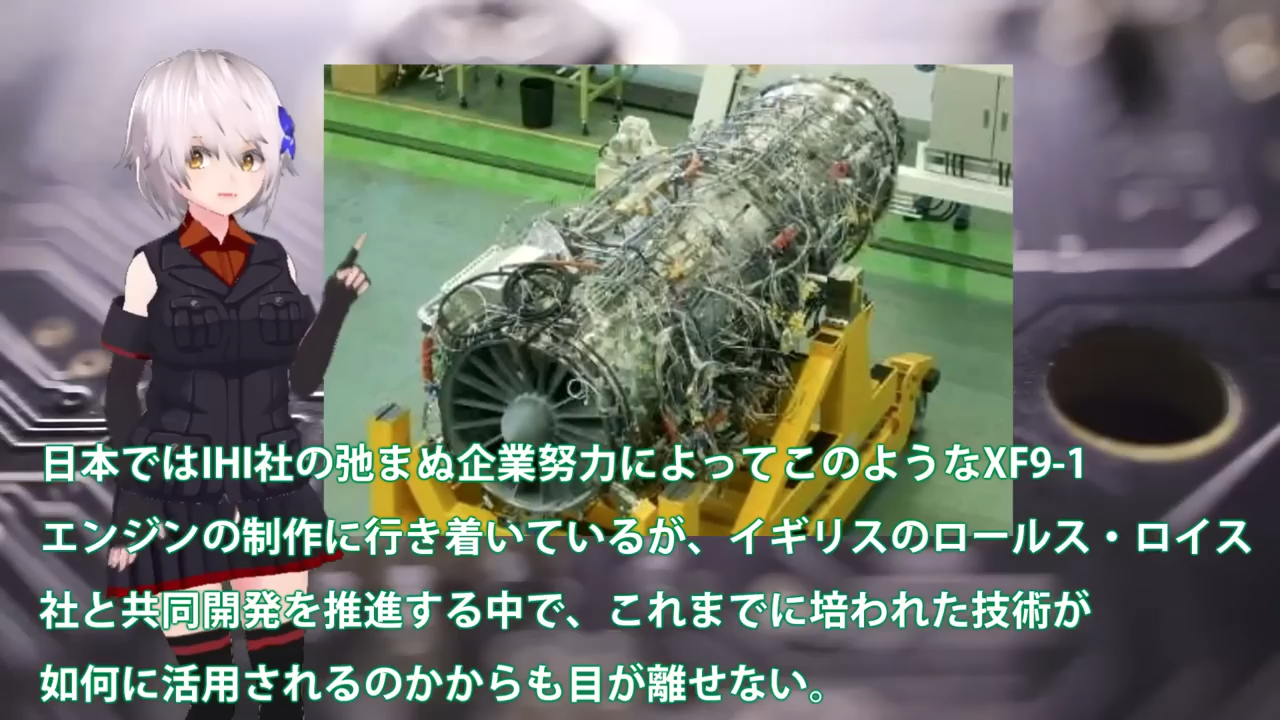 日本ではIHI社の弛まぬ企業努力によってこのようなXF9-1
エンジンの制作に行き着いているが、イギリスのロールス・ロイス
社と共同開発を推進する中で、これまでに培われた技術が
如何に活用されるのかからも目が離せない。